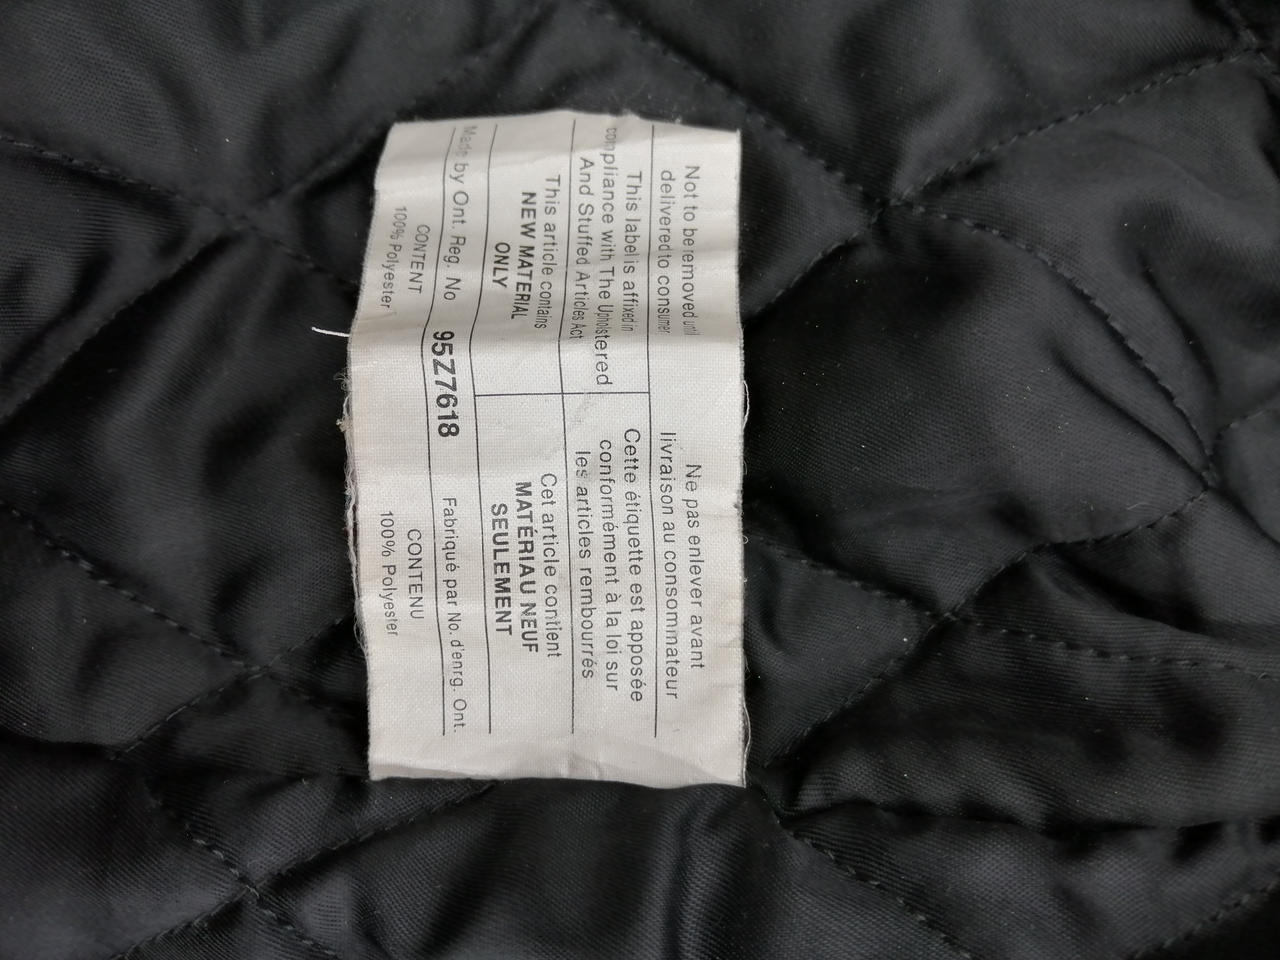 Not to be removed until
delivered to consumer
Ne pas enlever avant
livraison au consommateur
This label is affixed in
compliance with The Upholstered
And Stuffed Articles Act
Cette étiquette est apposée
conformément à la loi sur
les articles rembourrés
This article contains
NEW MATERIAL
ONLY
Cet article contient
MATÉRIAU NEUF
SEULEMENT
Made by Ont. Reg. No 95Z7618 Fabriqué par No. d'enrg. Ont.
CONTENT
100% Polyester
CONTENU
100% Polyester